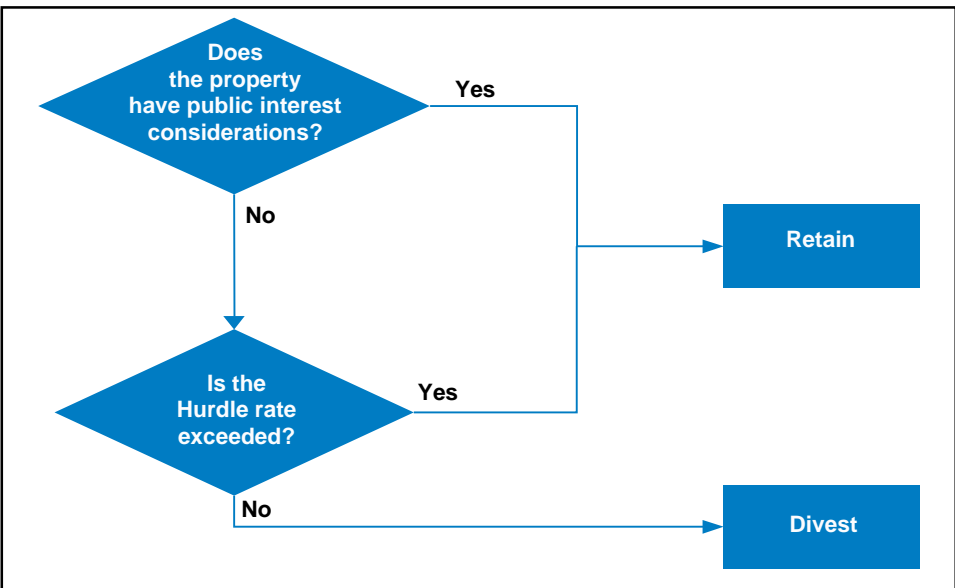 Does
the property
have public interest
considerations?
Yes
No
Retain
Is the
Hurdle rate
exceeded?
Yes
No
Divest